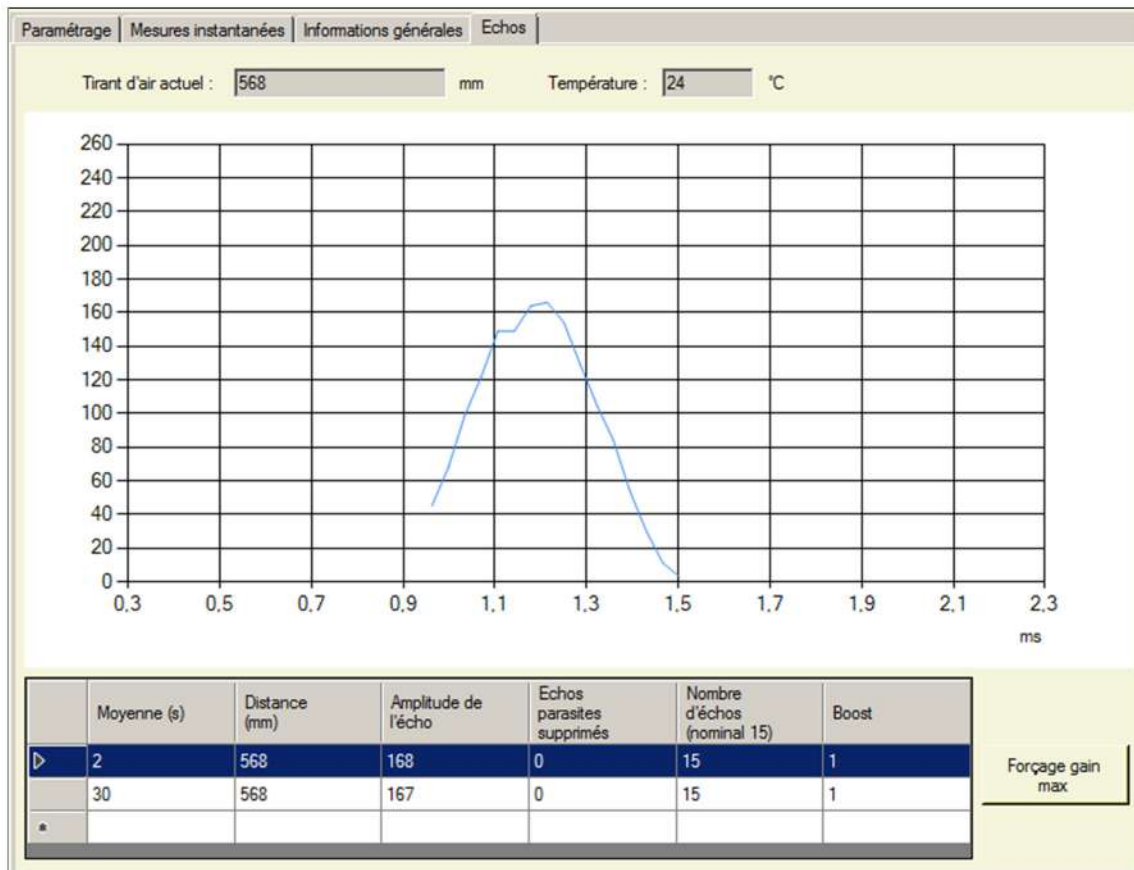 Paramétrage Mesures instantanées Informations générales Echos
Tirant d'air actuel : 568 mm Température : 24 °C
260
240
220
200
180
160
140
120
100
80
60
40
20
0
0,3 0,5 0,7 0,9 1,1 1,3 1,5 1,7 1,9 2,1 2,3
ms
Moyenne (s) Distance (mm) Amplitude de l'écho Echos parasites supprimés Nombre d'échos (nominal 15) Boost
2 568 168 0 15 1
30 568 167 0 15 1
*
Forçage gain
max